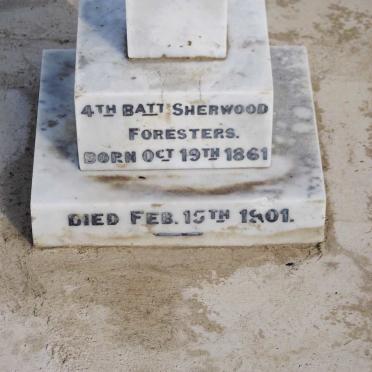 4TH BATT SHERWOOD
FORESTERS.
BORN OCT 19TH 1861
DIED FEB. 15TH 1901.